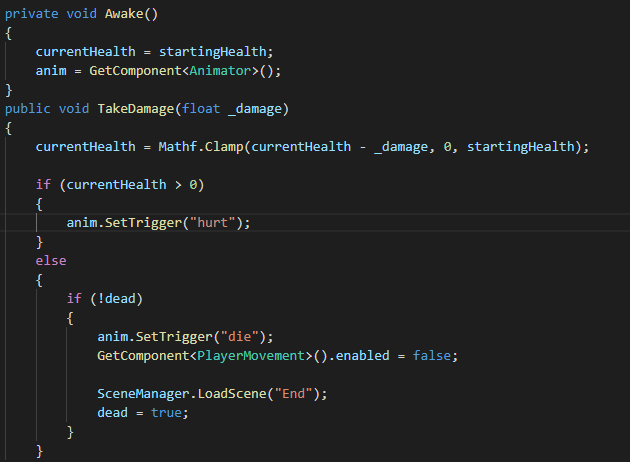 private void Awake()
{
currentHealth = startingHealth;
anim = GetComponent<Animator>();
}
public void TakeDamage(float _damage)
{
currentHealth = Mathf.Clamp(currentHealth - _damage, 0, startingHealth);
if (currentHealth > 0)
{
anim.SetTrigger("hurt");
}
else
{
if (!dead)
{
anim.SetTrigger("die");
GetComponent<PlayerMovement>().enabled = false;
SceneManager.LoadScene("End");
dead = true;
}
}